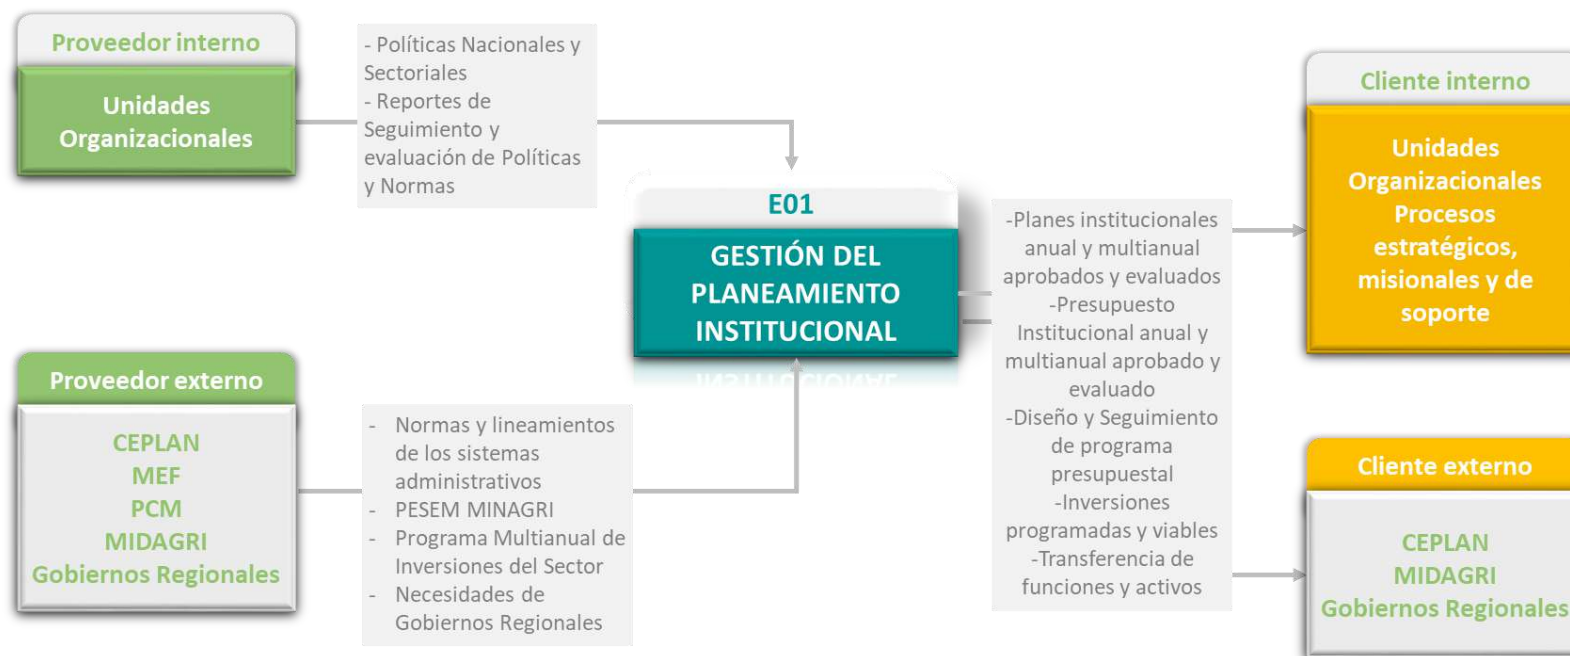 Proveedor interno
Unidades
Organizacionales
- Políticas Nacionales y
Sectoriales
- Reportes de
Seguimiento y
evaluación de Políticas
y Normas
Proveedor externo
CEPLAN
MEF
PCM
MIDAGRI
Gobiernos Regionales
- Normas y lineamientos
de los sistemas
administrativos
- PESEM MINAGRI
- Programa Multianual de
Inversiones del Sector
- Necesidades de
Gobiernos Regionales
E01
GESTIÓN DEL
PLANEAMIENTO
INSTITUCIONAL
-Planes institucionales
anual y multianual
aprobados y evaluados
-Presupuesto
Institucional anual y
multianual aprobado y
evaluado
-Diseño y Seguimiento
de programa
presupuestal
-Inversiones
programadas y viables
-Transferencia de
funciones y activos
Cliente interno
Unidades
Organizacionales
Procesos
estratégicos,
misionales y de
soporte
Cliente externo
CEPLAN
MIDAGRI
Gobiernos Regionales